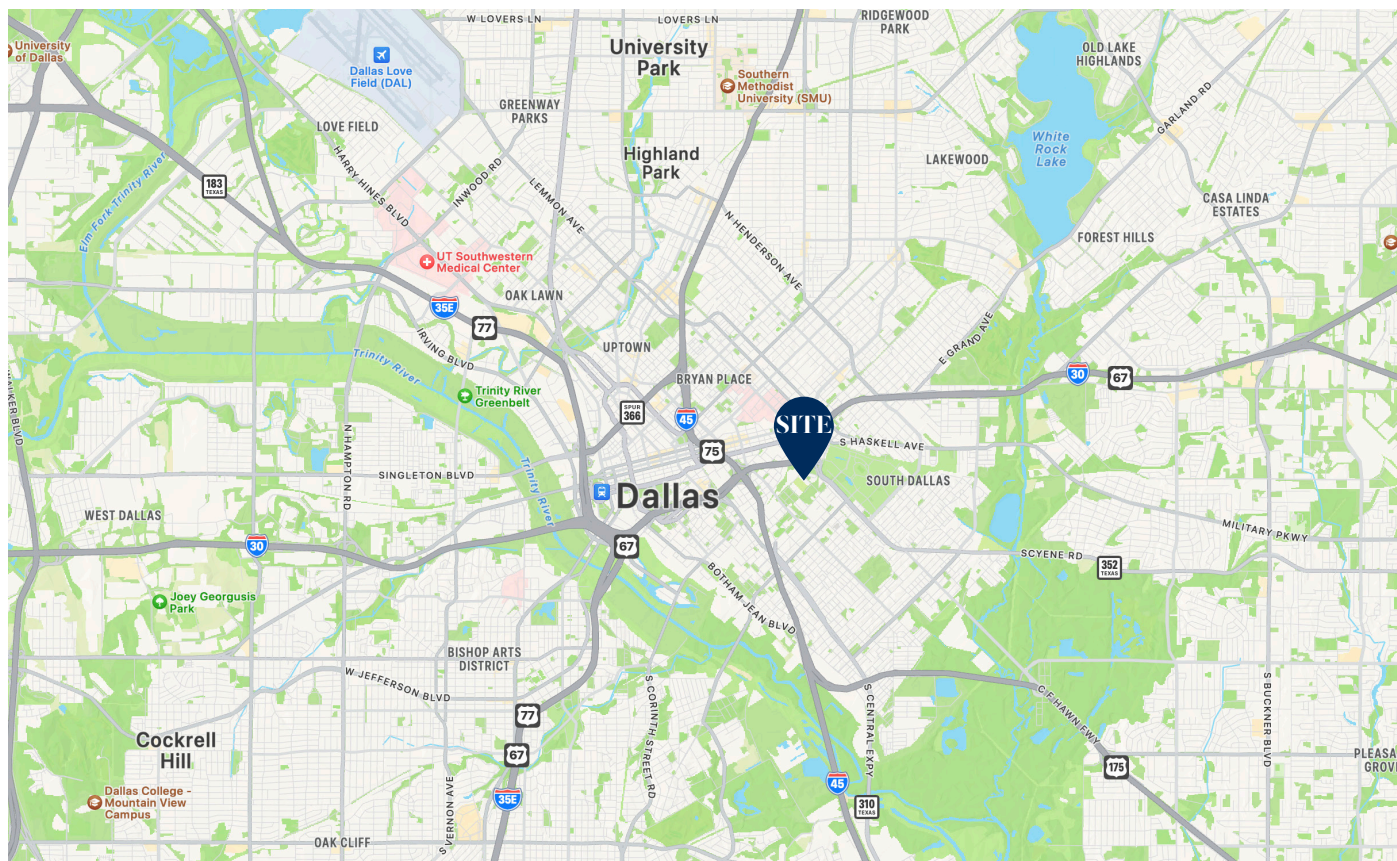 W LOVERS LN
LOVERS LN
RIDGEWOOD
PARK
University
of Dallas
University
Park
OLD LAKE
HIGHLANDS
Dallas Love
Field (DAL)
Southern
Methodist
University (SMU)
GREENWAY
PARKS
GARLAND RD
LOVE FIELD
White
Rock
Lake
HARRY HINES BLVD
INWOOD RD
Highland
Park
LAKEWOOD
183
TEXAS
LEMMON AVE
Elm Fork Trinity River
CASA LINDA
ESTATES
N HENDERSON AVE
FOREST HILLS
UT Southwestern
Medical Center
OAK LAWN
35E
77
IRVING BLVD
E GRAND AVE
UPTOWN
Trinity River
BRYAN PLACE
30
67
Trinity River
Greenbelt
SPUR
366
45
SITE
WALKER BLVD
N HAMPTON RD
75
S HASKELL AVE
SINGLETON BLVD
Trinity River
SOUTH DALLAS
Dallas
WEST DALLAS
MILITARY PKWY
30
67
SCYENE RD
352
TEXAS
BOTHAM JEAN BLVD
Joey Georgusis
Park
BISHOP ARTS
DISTRICT
W JEFFERSON BLVD
S CORINTH STREET RD
S CENTRAL EXPY
C F HAWN FWY
S BUCKNER BLVD
77
Cockrell
Hill
67
PLEASA
GROV
175
45
Dallas College -
Mountain View
Campus
35E
310
TEXAS
S VERNON AVE
OAK CLIFF